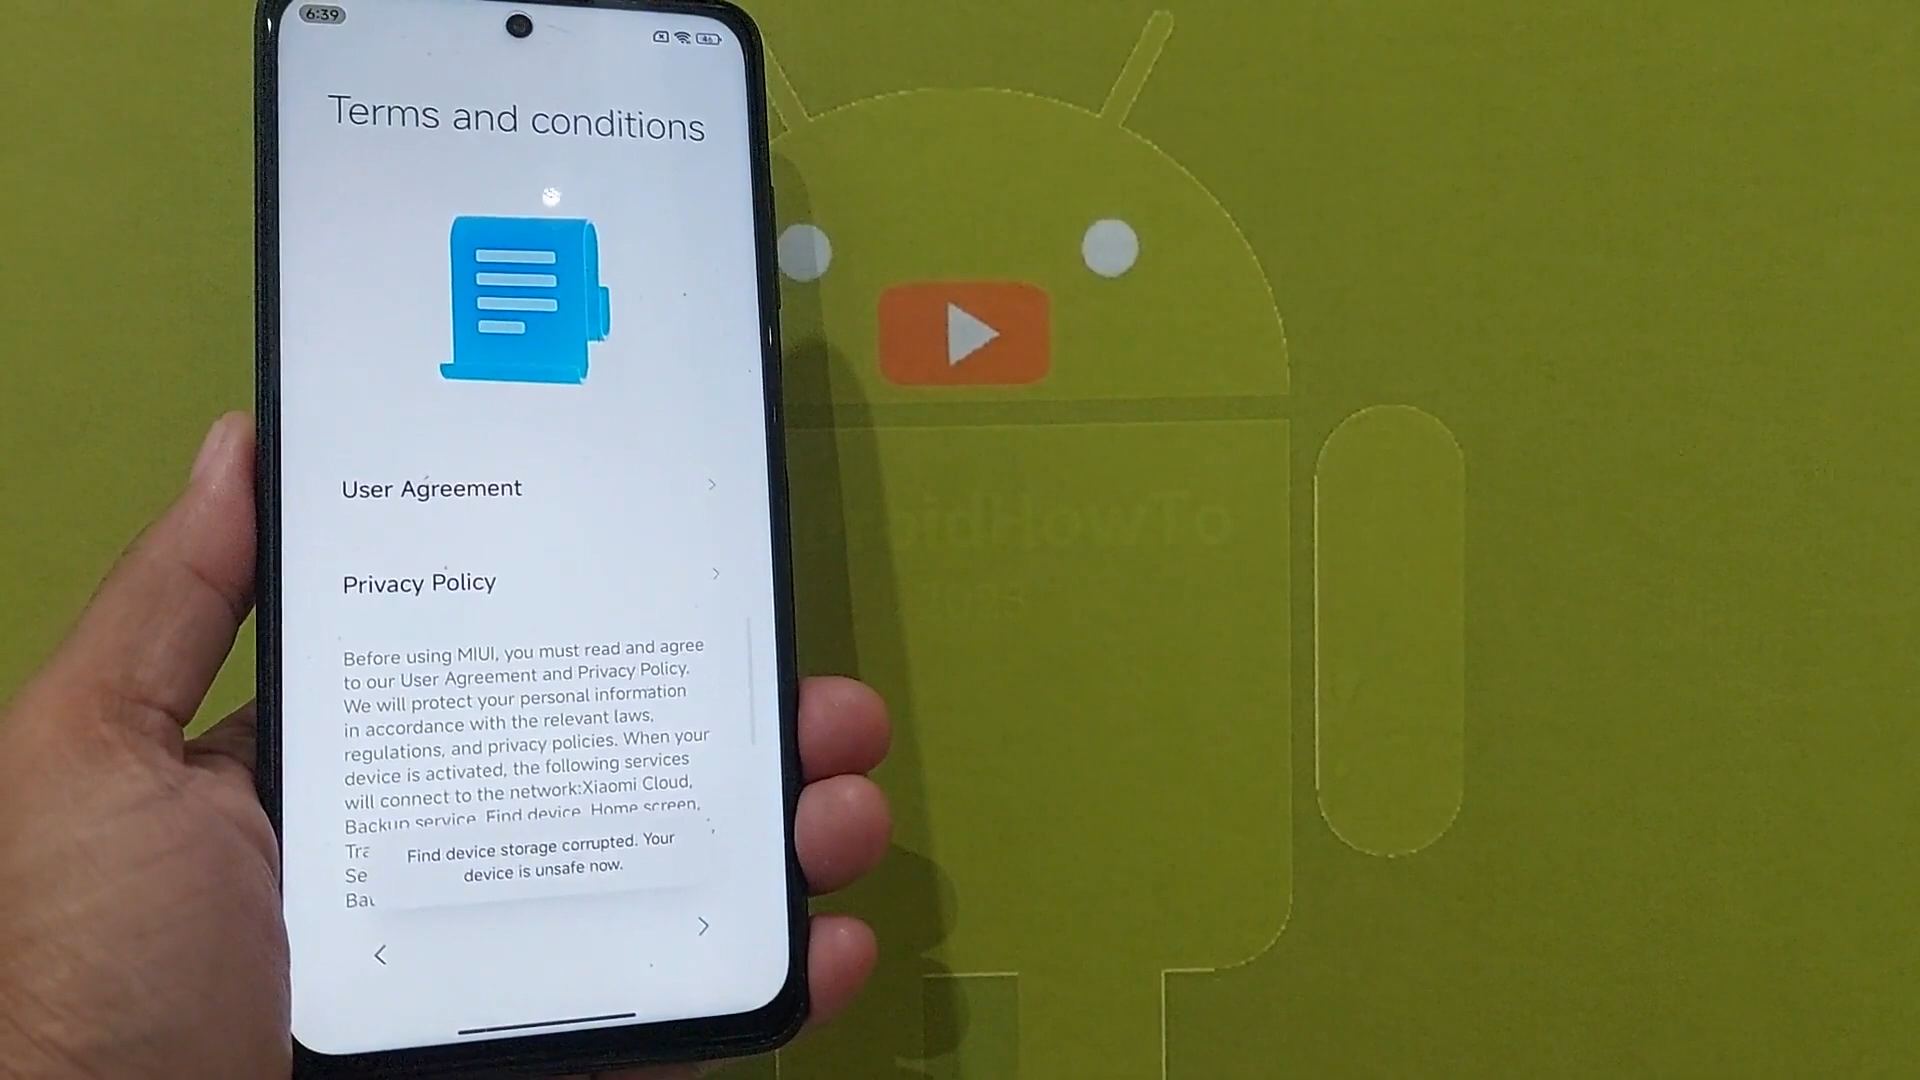 6:39
46
Terms and conditions
User Agreement
Privacy Policy
Before using MIUI, you must read and agree
to our User Agreement and Privacy Policy.
We will protect your personal information
in accordance with the relevant laws,
regulations, and privacy policies. When your
device is activated, the following services
will connect to the network:Xiaomi Cloud,
Backup service, Find device, Home screen,
Tra
Se
Find device storage corrupted. Your
device is unsafe now.
roidHowTo